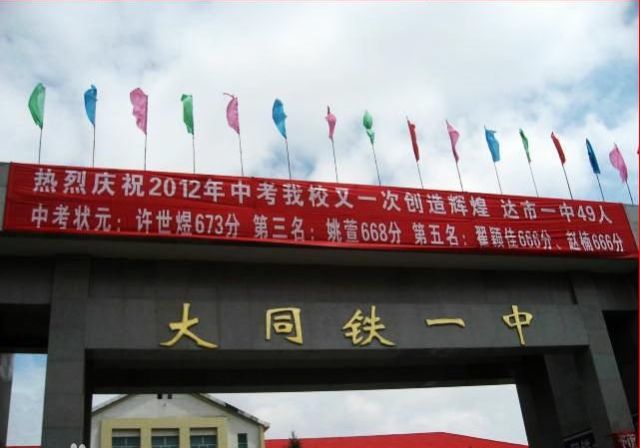 热烈庆祝2012年中考我校又一次创造辉煌 达市一中49人
中考状元：许世煜673分 第三名：姚萱668分 第五名：翟颖佳666分、赵楠666分
大同铁一中